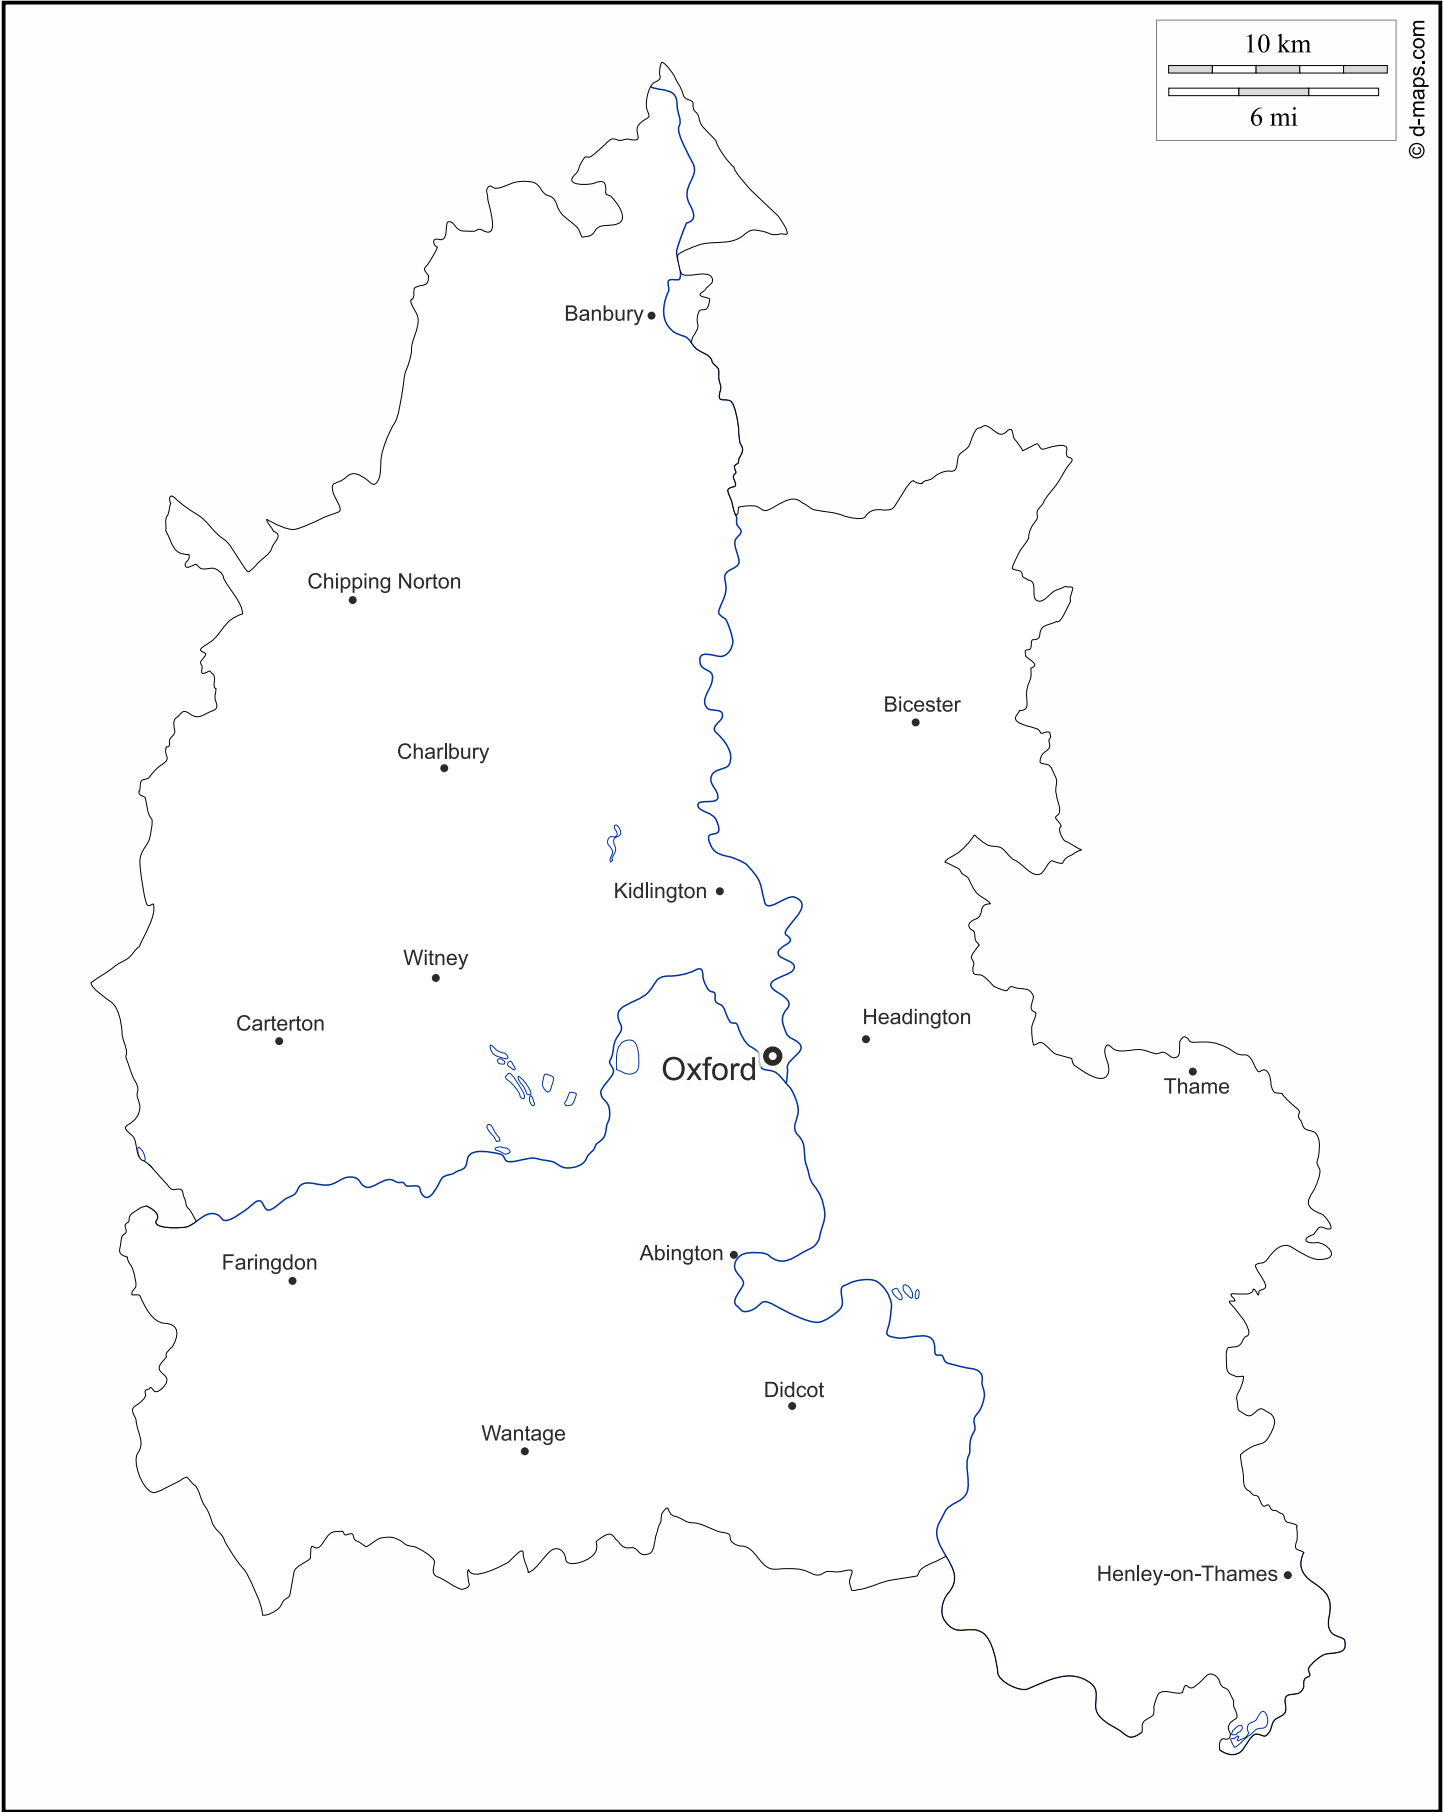 10 km
6 mi
© d-maps.com
Banbury
Chipping Norton
Bicester
Charlbury
Kidlington
Witney
Carterton
Headington
Oxford
Thame
Abington
Faringdon
Didcot
Wantage
Henley-on-Thames